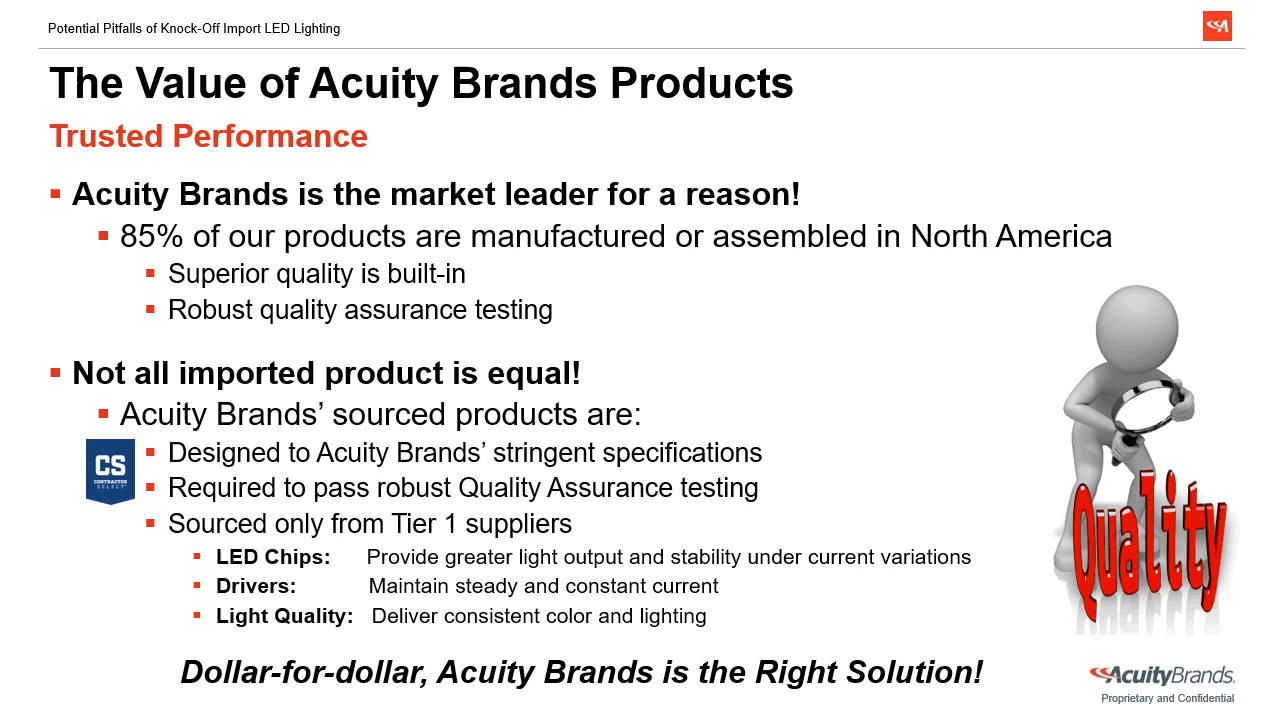 Potential Pitfalls of Knock-Off Import LED Lighting
The Value of Acuity Brands Products
Trusted Performance
Acuity Brands is the market leader for a reason!
85% of our products are manufactured or assembled in North America
Superior quality is built-in
Robust quality assurance testing
Not all imported product is equal!
Acuity Brands’ sourced products are:
CS
CONTRACTOR
SELECT
Designed to Acuity Brands’ stringent specifications
Required to pass robust Quality Assurance testing
Sourced only from Tier 1 suppliers
LED Chips: Provide greater light output and stability under current variations
Drivers: Maintain steady and constant current
Light Quality: Deliver consistent color and lighting
Quality
Dollar-for-dollar, Acuity Brands is the Right Solution!
AcuityBrands.
Proprietary and Confidential